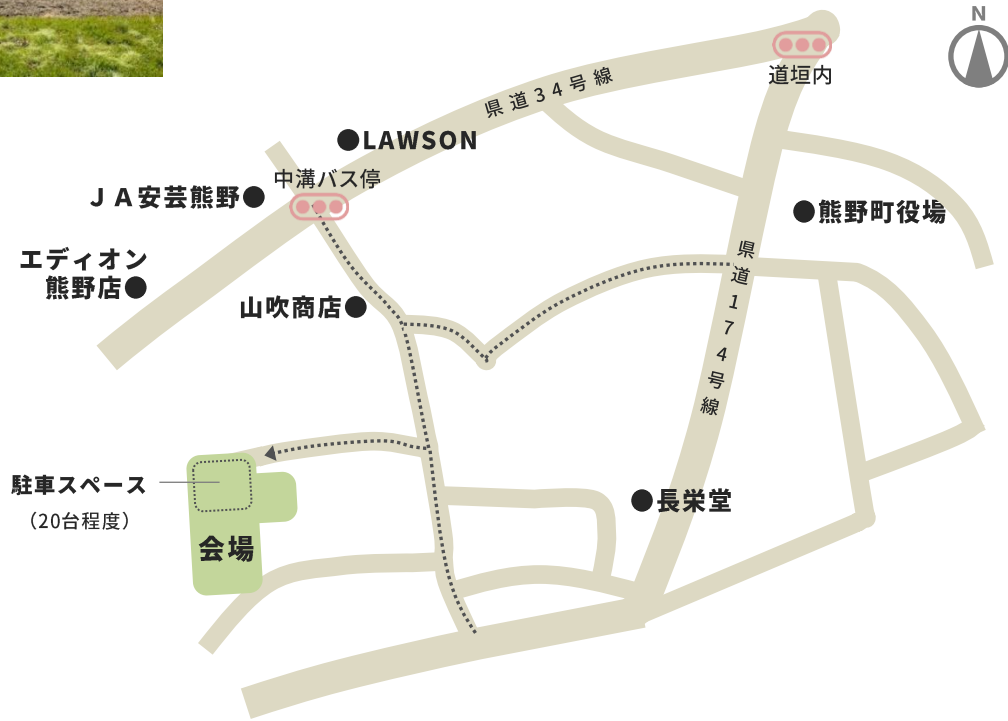 N
道垣内
県道34号線
LAWSON
中溝バス停
JA安芸熊野
熊野町役場
エディオン
熊野店
山吹商店
県道174号線
駐車スペース
（20台程度）
長栄堂
会場